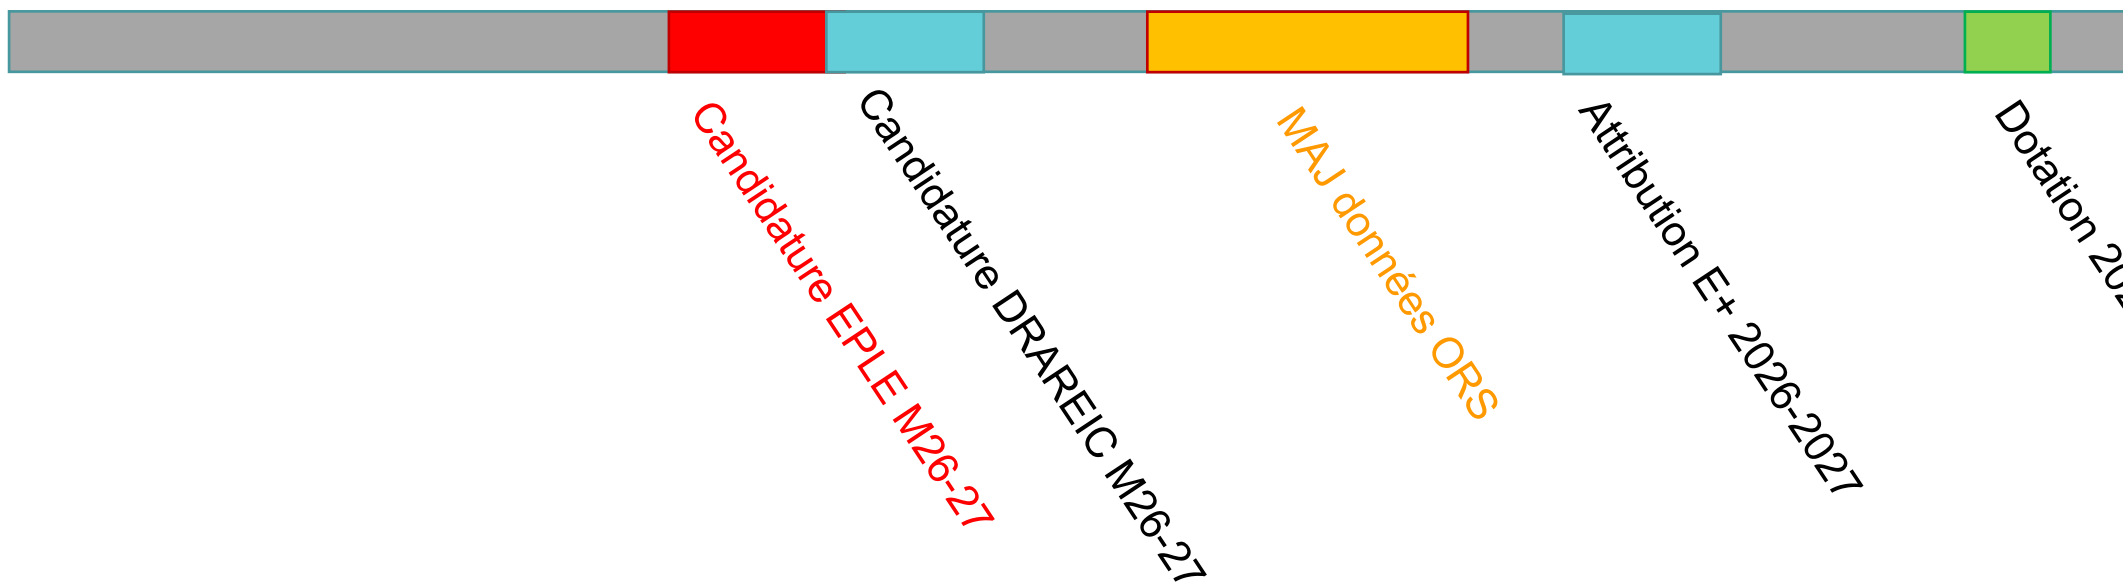 Candidature EPLE M26-27
Candidature DRAREIC M26-27
MAJ données ORS
Attribution E+ 2026-2027
Dotation